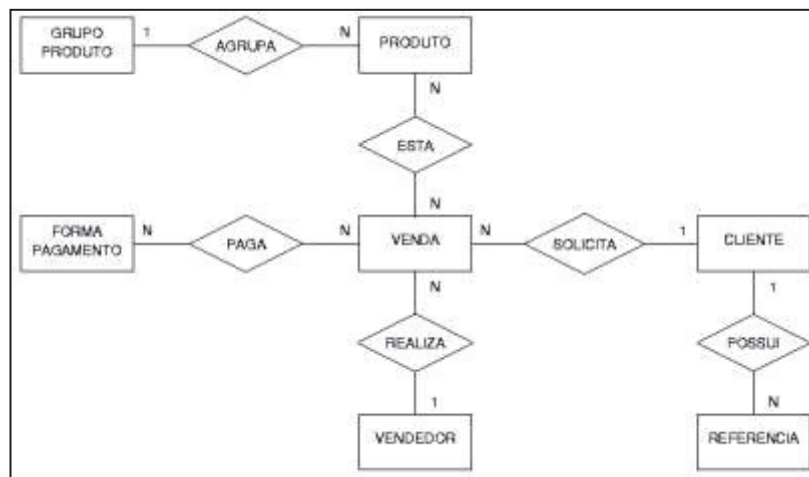 GRUPO
PRODUTO
1
AGRUPA
N
PRODUTO
N
ESTA
N
FORMA
PAGAMENTO
N
PAGA
N
VENDA
N
SOLICITA
1
CLIENTE
N
1
REALIZA
POSSUI
1
N
VENDEDOR
REFERENCIA